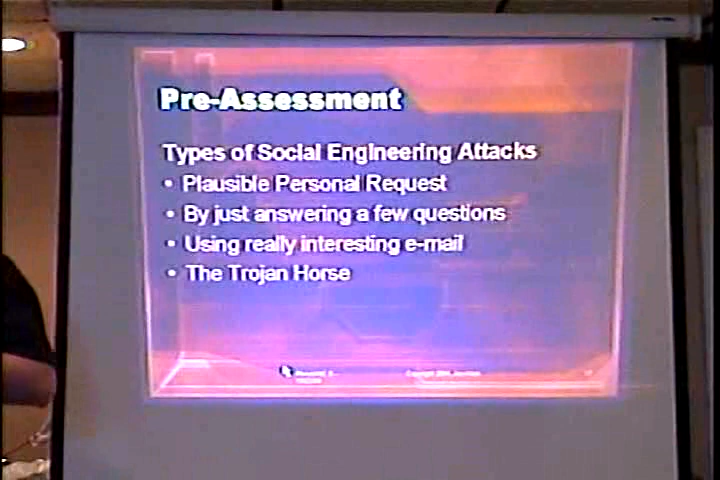 Pre-Assessment
Types of Social Engineering Attacks
• Plausible Personal Request
• By just answering a few questions
• Using really interesting e-mail
• The Trojan Horse